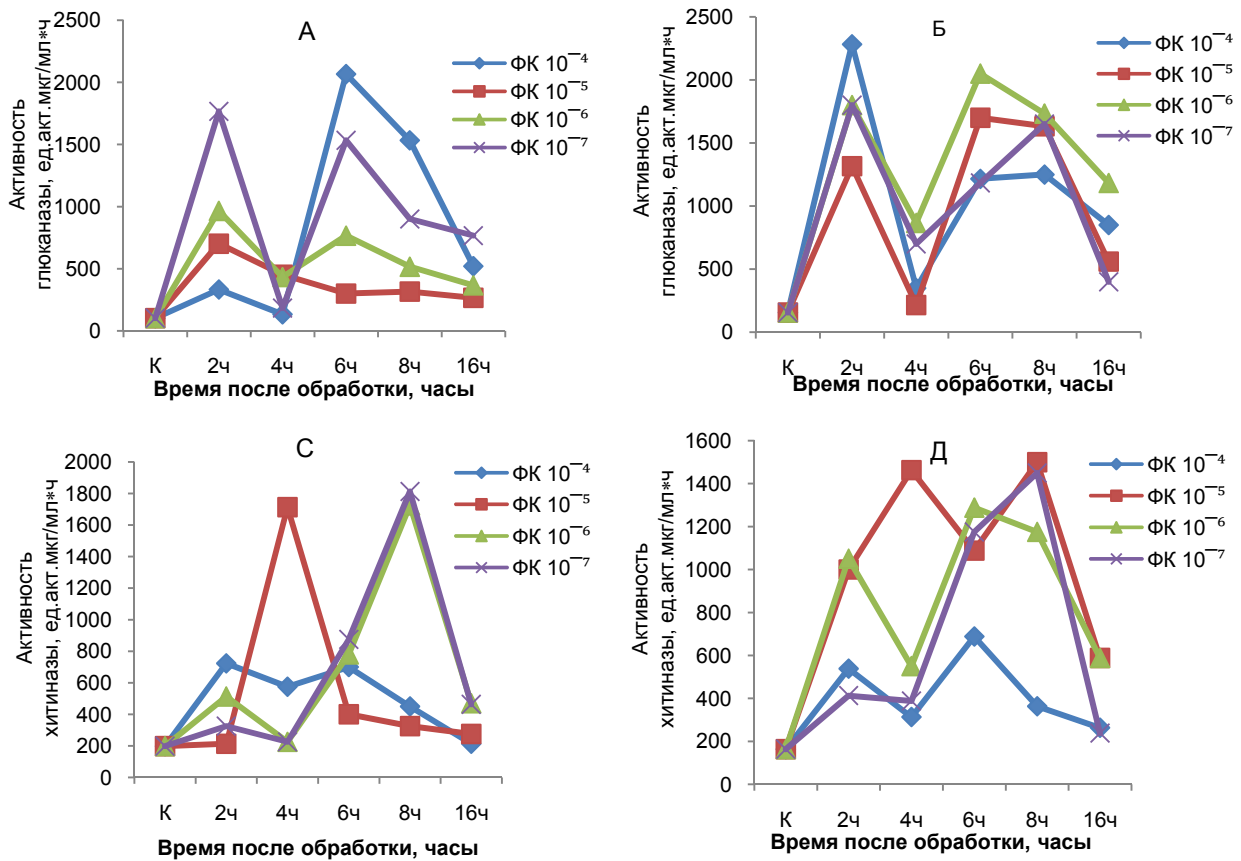 А
Активность
глюканазы, ед.акт.мкг/мл*ч
2500
2000
1500
1000
500
0
К 2ч 4ч 6ч 8ч 16ч
Время после обработки, часы
ФК 10⁻⁴
ФК 10⁻⁵
ФК 10⁻⁶
ФК 10⁻⁷
Б
Активность
глюканазы, ед.акт.мкг/мл*ч
2500
2000
1500
1000
500
0
К 2ч 4ч 6ч 8ч 16ч
Время после обработки, часы
ФК 10⁻⁴
ФК 10⁻⁵
ФК 10⁻⁶
ФК 10⁻⁷
С
Активность
хитиназы, ед.акт.мкг/мл*ч
2000
1800
1600
1400
1200
1000
800
600
400
200
0
К 2ч 4ч 6ч 8ч 16ч
Время после обработки, часы
ФК 10⁻⁴
ФК 10⁻⁵
ФК 10⁻⁶
ФК 10⁻⁷
Д
Активность
хитиназы, ед.акт.мкг/мл*ч
1600
1400
1200
1000
800
600
400
200
0
К 2ч 4ч 6ч 8ч 16ч
Время после обработки, часы
ФК 10⁻⁴
ФК 10⁻⁵
ФК 10⁻⁶
ФК 10⁻⁷